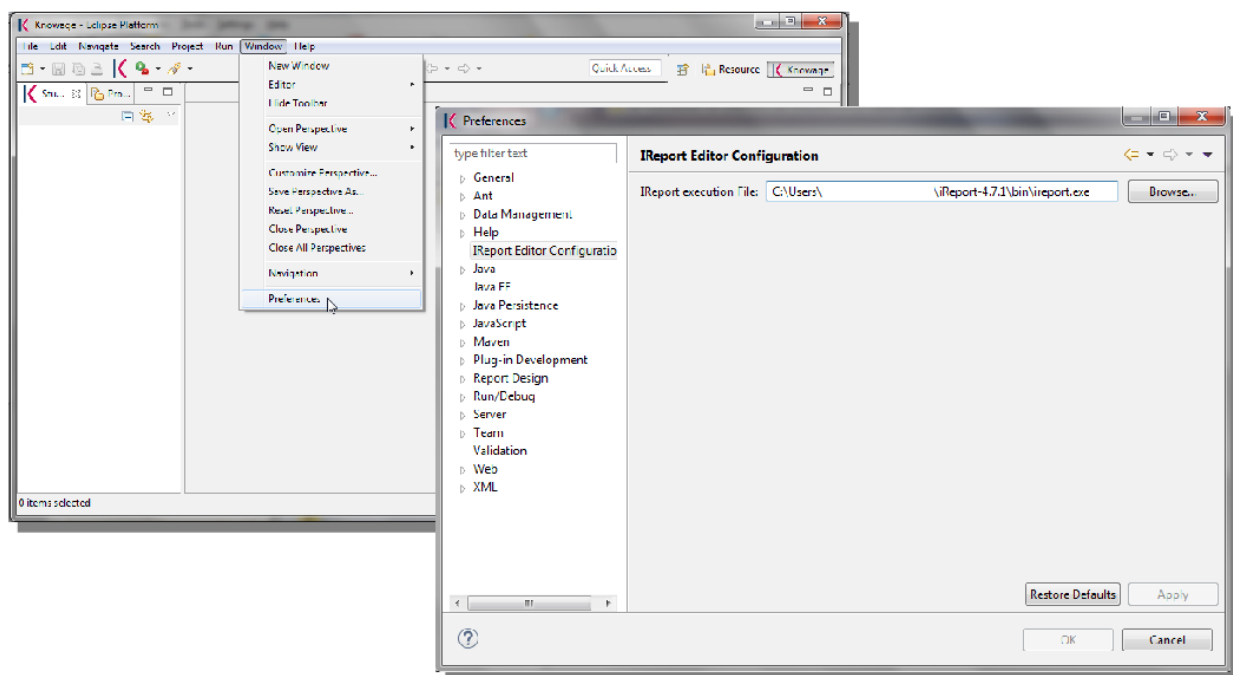 Knowage - Eclipse Platform
File Edit Navigate Search Project Run Window Help
Quick Access Resource Knowage
Stu... Pro...
New Window
Editor
Hide Toolbar
Open Perspective
Show View
Customize Perspective...
Save Perspective As...
Reset Perspective...
Close Perspective
Close All Perspectives
Navigation
Preferences
0 items selected
Preferences
type filter text
General
Ant
Data Management
Help
IReport Editor Configuratio
Java
Java EE
Java Persistence
JavaScript
Maven
Plug-in Development
Report Design
Run/Debug
Server
Team
Validation
Web
XML
IReport Editor Configuration
IReport execution File: C:\Users\ \iReport-4.7.1\bin\ireport.exe Browse...
Restore Defaults Apply
OK Cancel